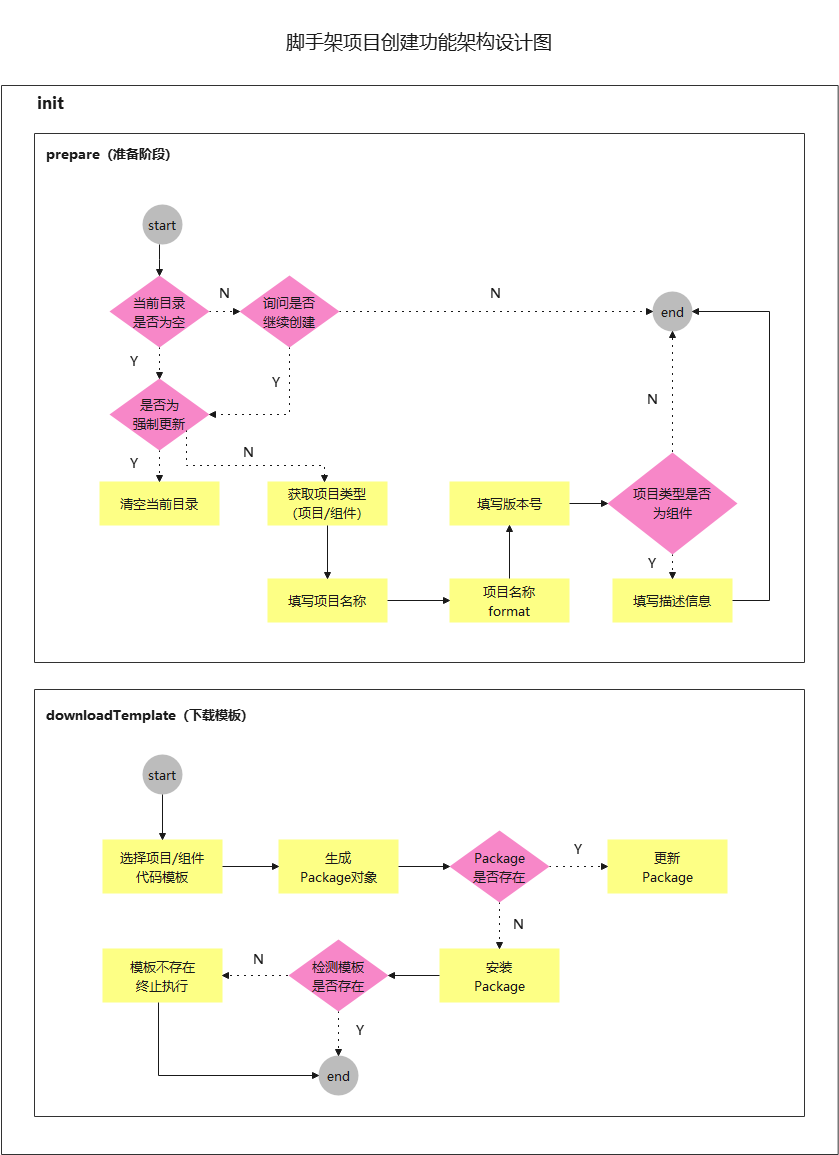 脚手架项目创建功能架构设计图
init
prepare（准备阶段）
start
当前目录
是否为空
N
询问是否
继续创建
N
end
Y
Y
是否为
强制更新
N
N
Y
清空当前目录
获取项目类型
（项目/组件）
填写版本号
项目类型是否
为组件
Y
填写项目名称
项目名称
format
填写描述信息
downloadTemplate（下载模板）
start
选择项目/组件
代码模板
生成
Package对象
Package
是否存在
Y
更新
Package
N
模板不存在
终止执行
N
检测模板
是否存在
安装
Package
Y
end